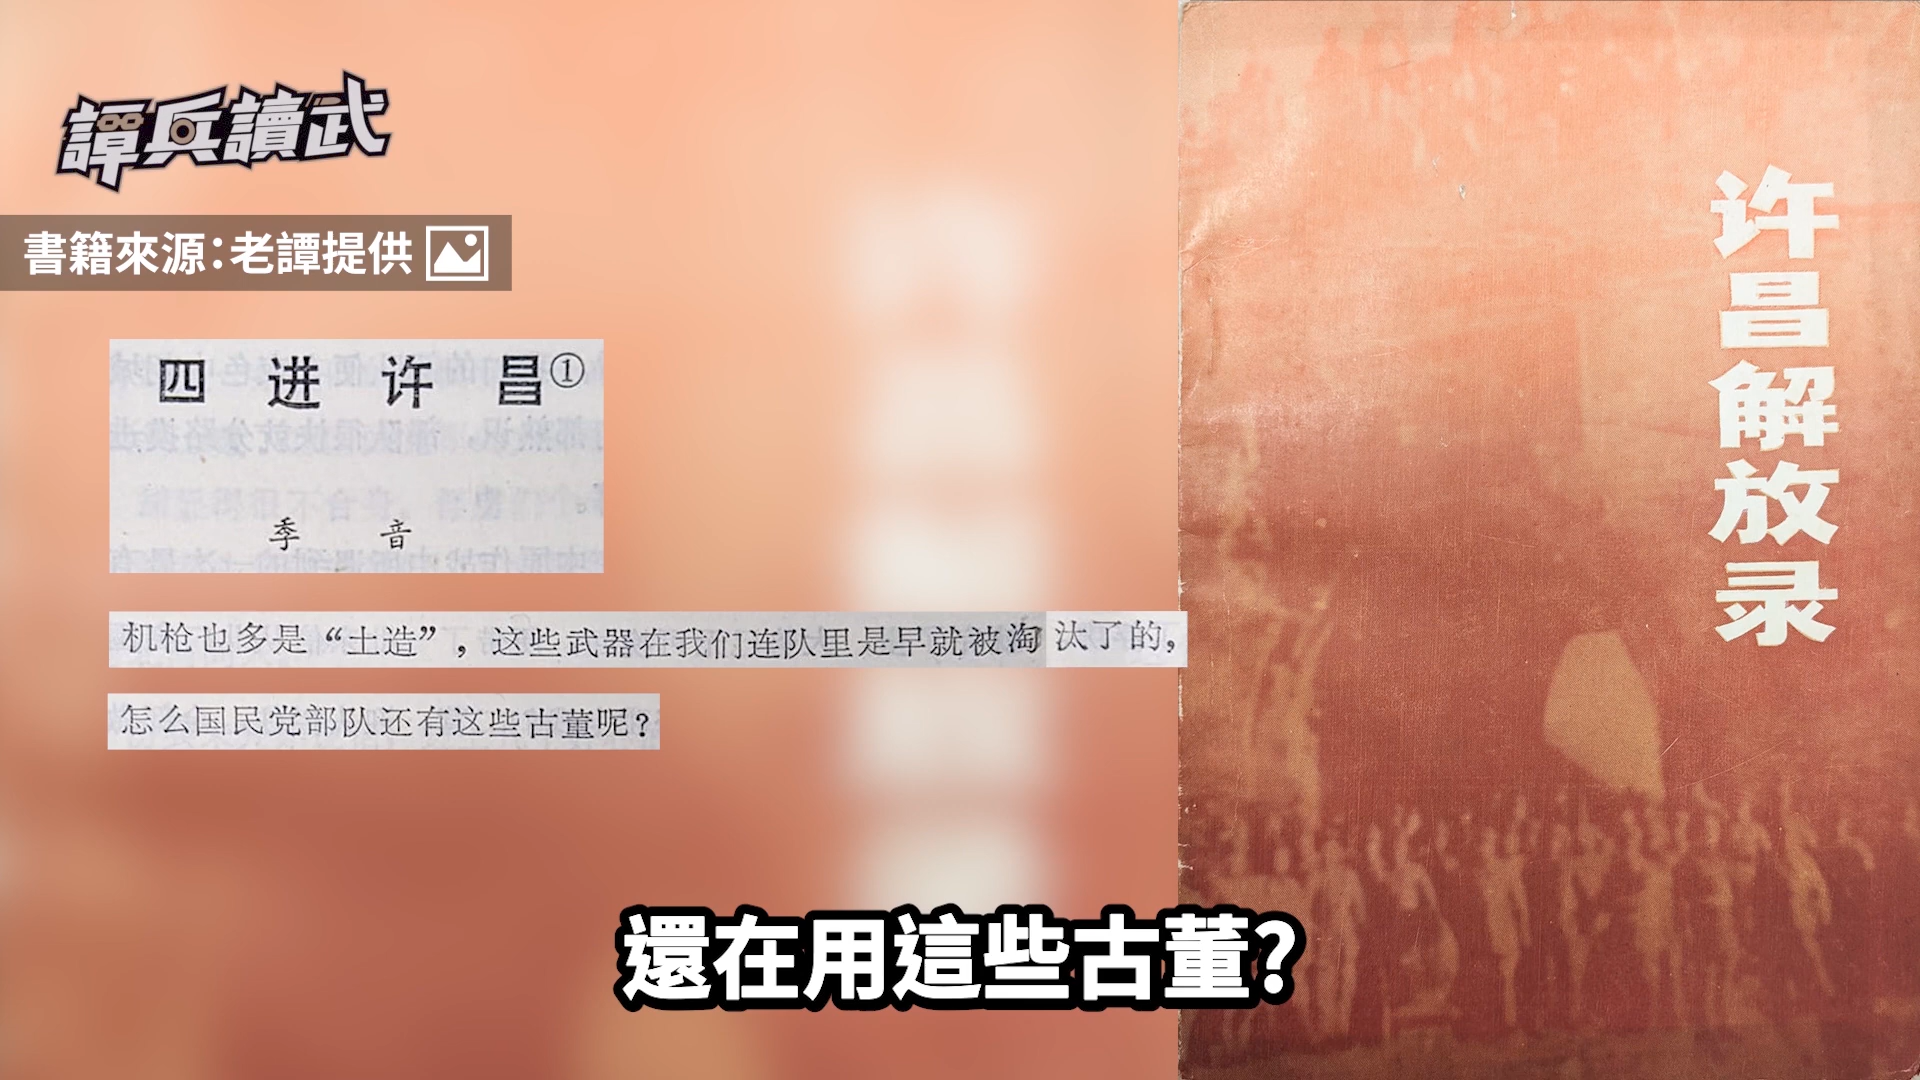 譚兵讀武
書籍來源：老譚提供
四进许昌①
季音
机枪也多是“土造”，这些武器在我们连队里是早就被淘汰了的，
怎么国民党部队还有这些古董呢？
许昌解放录
還在用這些古董？